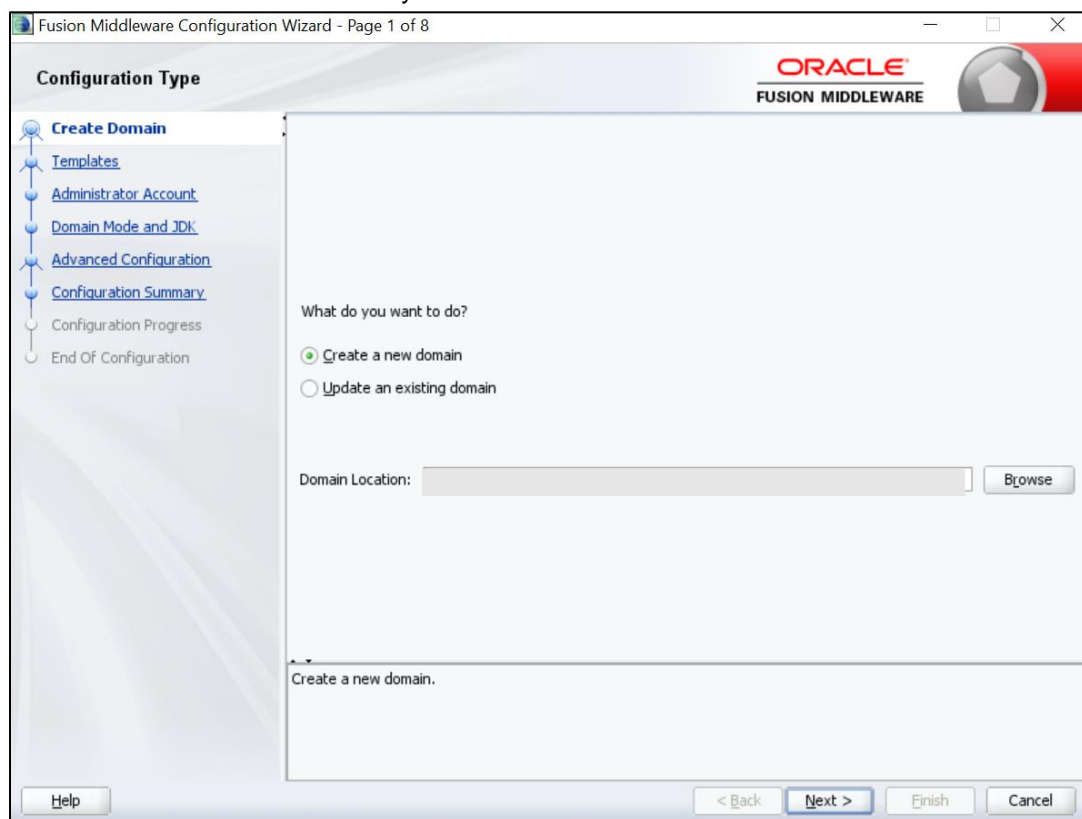 Fusion Middleware Configuration Wizard - Page 1 of 8
Configuration Type
ORACLE
FUSION MIDDLEWARE
Create Domain
Templates
Administrator Account
Domain Mode and JDK
Advanced Configuration
Configuration Summary
Configuration Progress
End Of Configuration
What do you want to do?
Create a new domain
Update an existing domain
Domain Location:
Browse
Create a new domain.
Help
< Back
Next >
Finish
Cancel